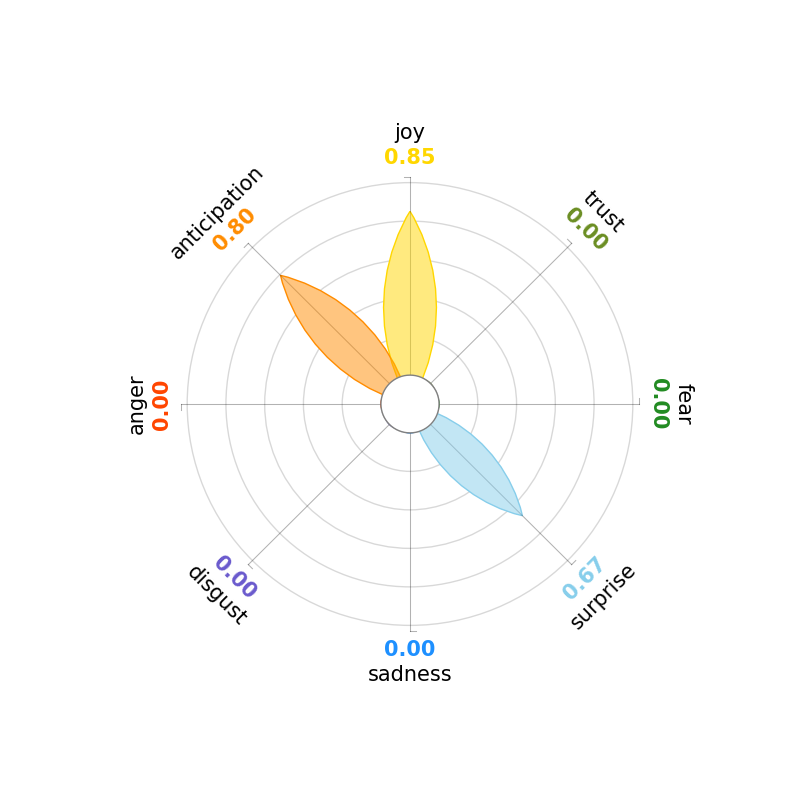 joy
0.85
trust
0.00
fear
0.00
surprise
0.67
sadness
0.00
disgust
0.00
anger
0.00
anticipation
0.80